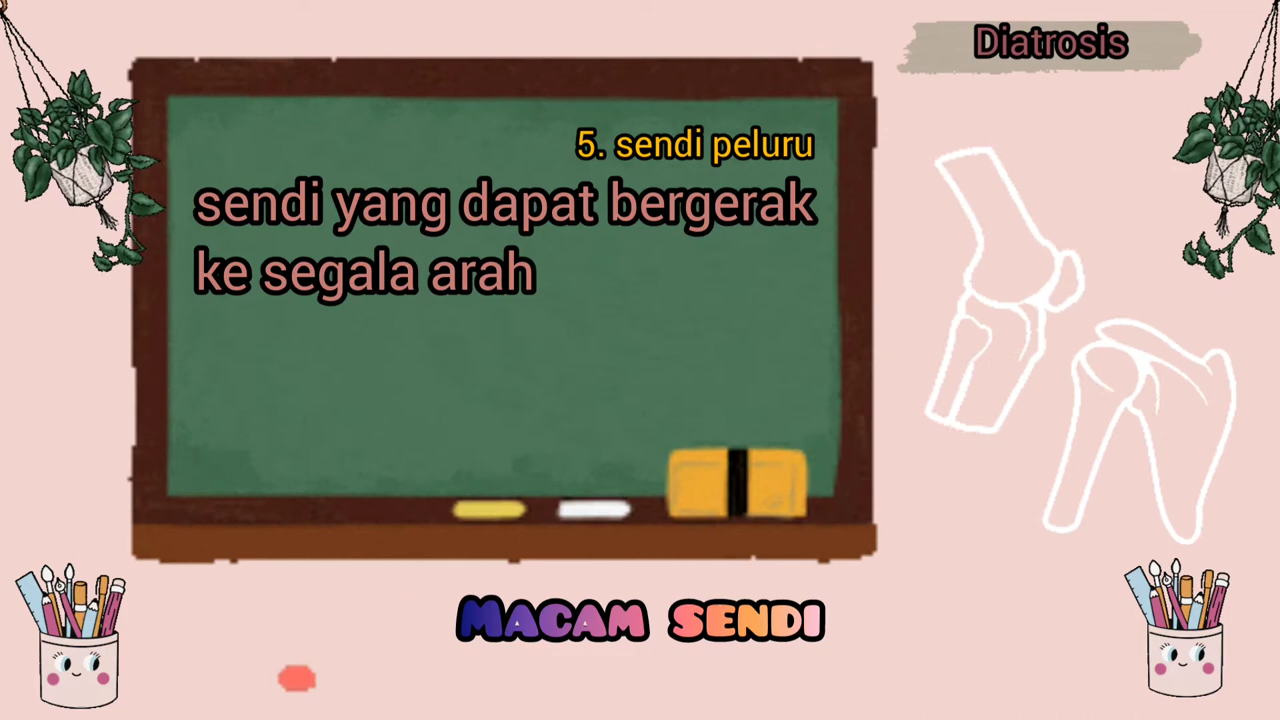 Diatrosis
5. sendi peluru
sendi yang dapat bergerak
ke segala arah
MACAM SENDI